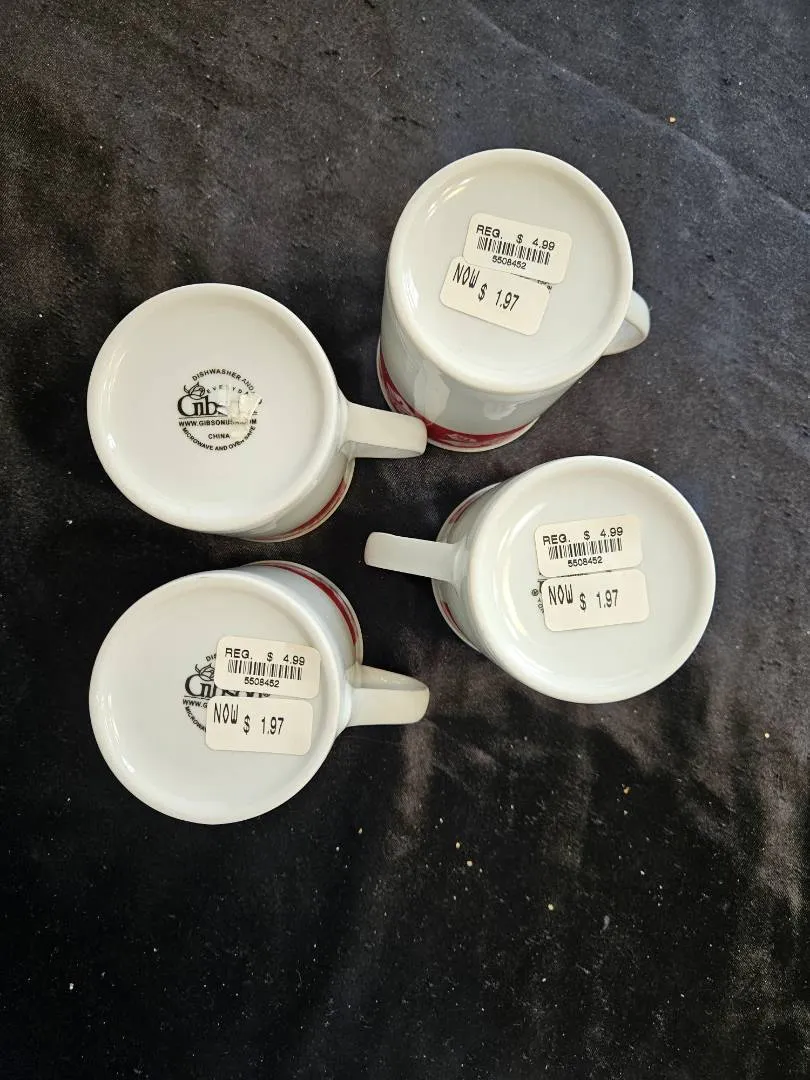 REG. $ 4.99
5508452
NOW $ 1.97
DISHWASHER AND
EVERYDAY
Gibson
WWW.GIBSONUSA.COM
CHINA
MICROWAVE AND OVEN SAFE
REG. $ 4.99
5508452
NOW $ 1.97
REG. $ 4.99
5508452
NOW $ 1.97